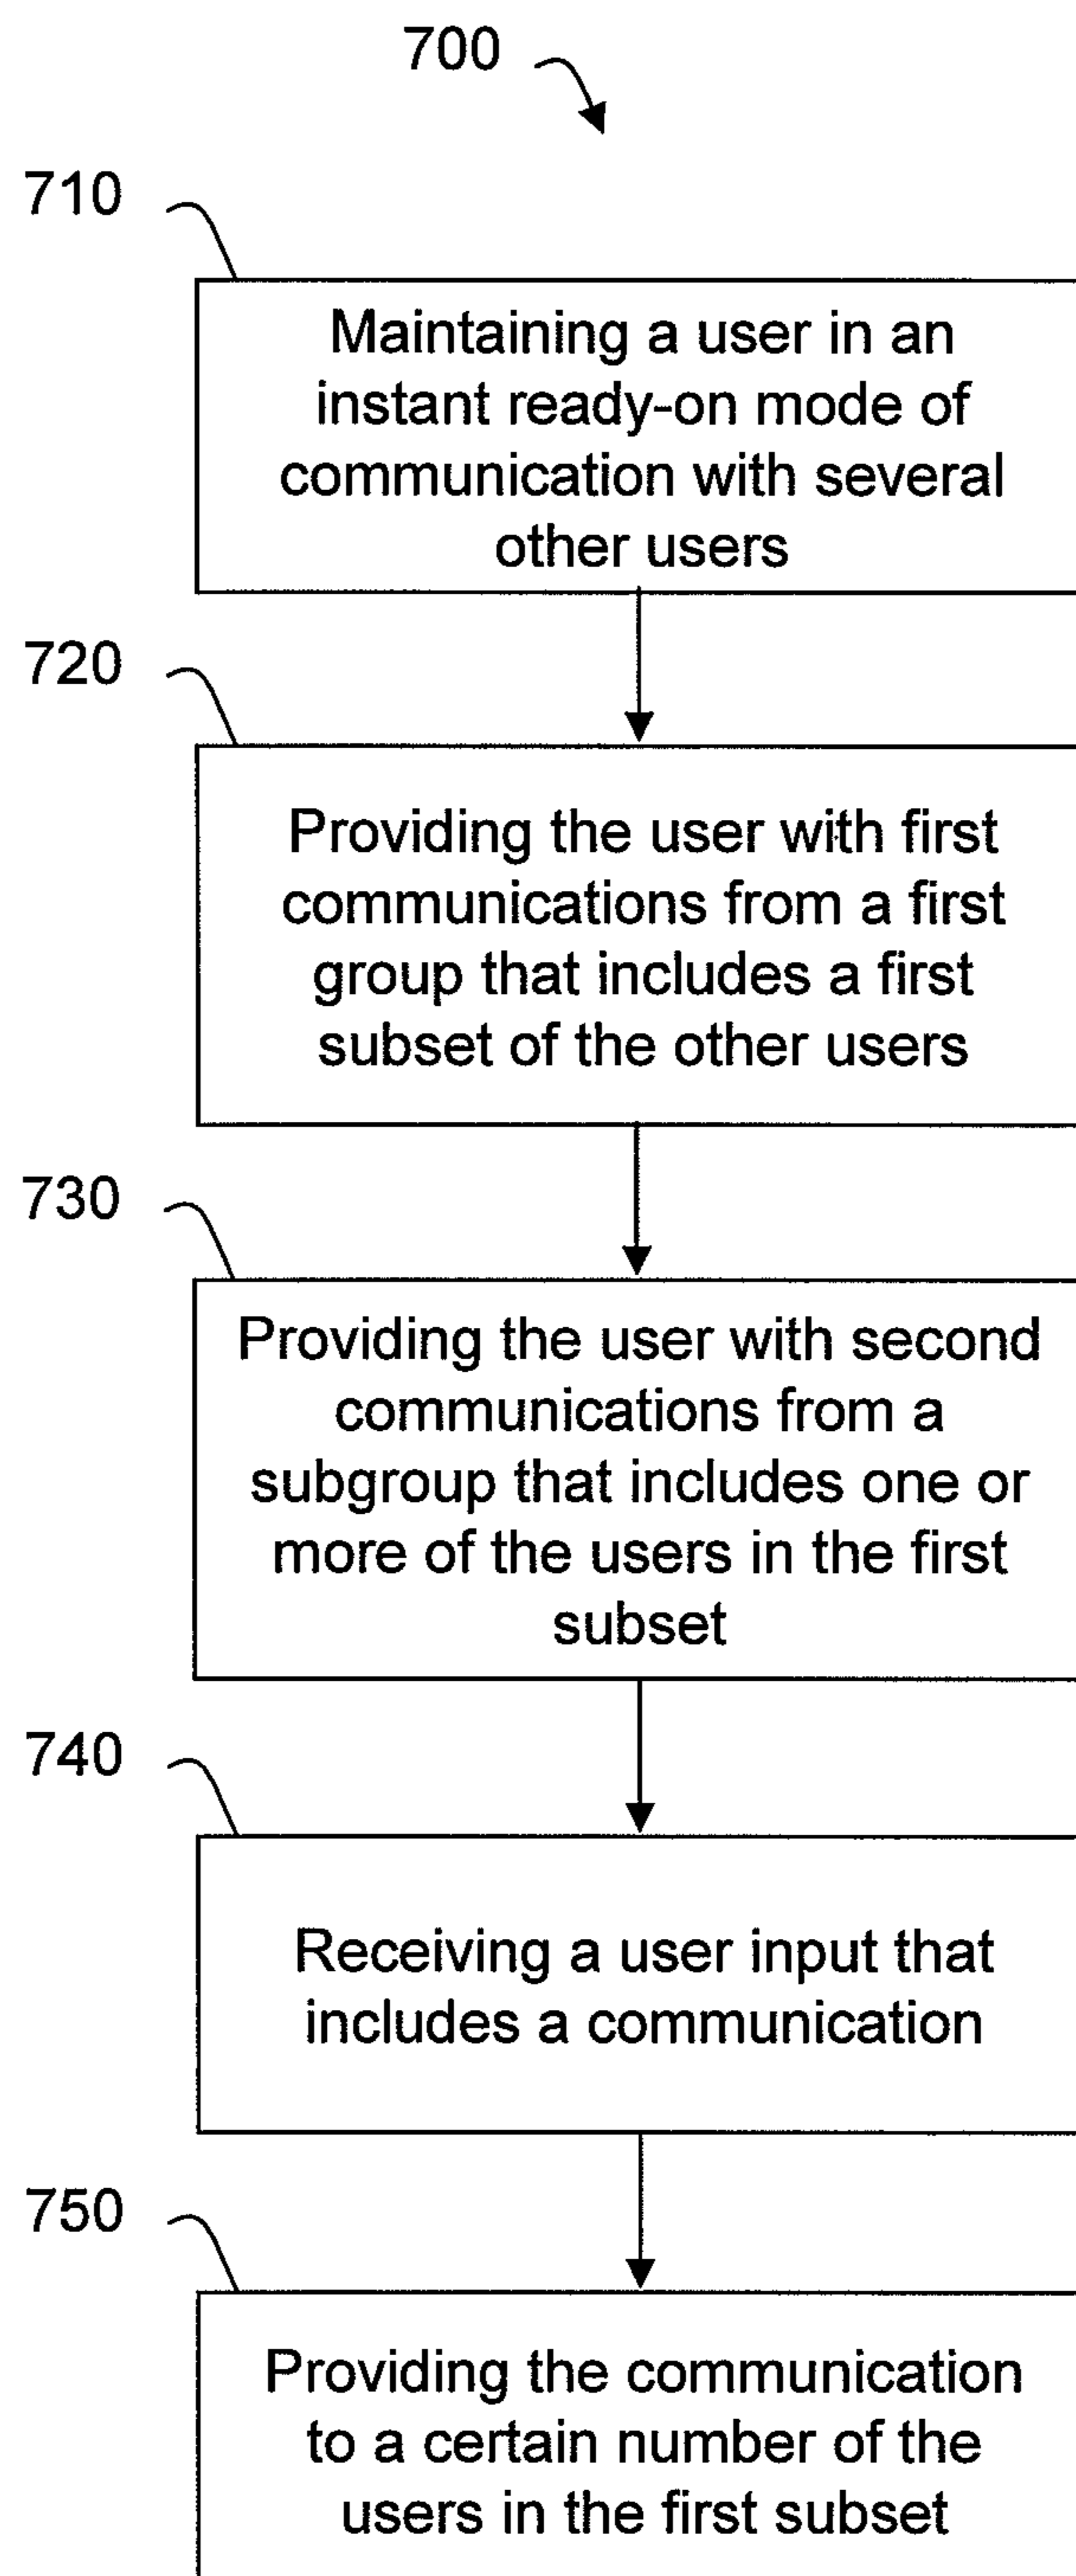 700
710
Maintaining a user in an
instant ready-on mode of
communication with several
other users
720
Providing the user with first
communications from a first
group that includes a first
subset of the other users
730
Providing the user with second
communications from a
subgroup that includes one or
more of the users in the first
subset
740
Receiving a user input that
includes a communication
750
Providing the communication
to a certain number of the
users in the first subset